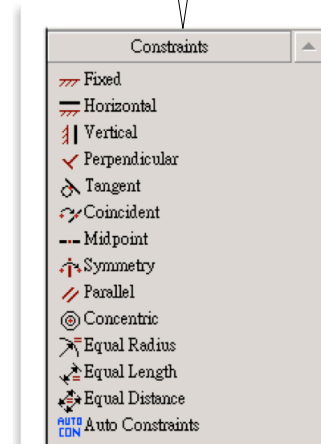 Constraints
Fixed
Horizontal
Vertical
Perpendicular
Tangent
Coincident
Midpoint
Symmetry
Parallel
Concentric
Equal Radius
Equal Length
Equal Distance
AUTO
CON Auto Constraints